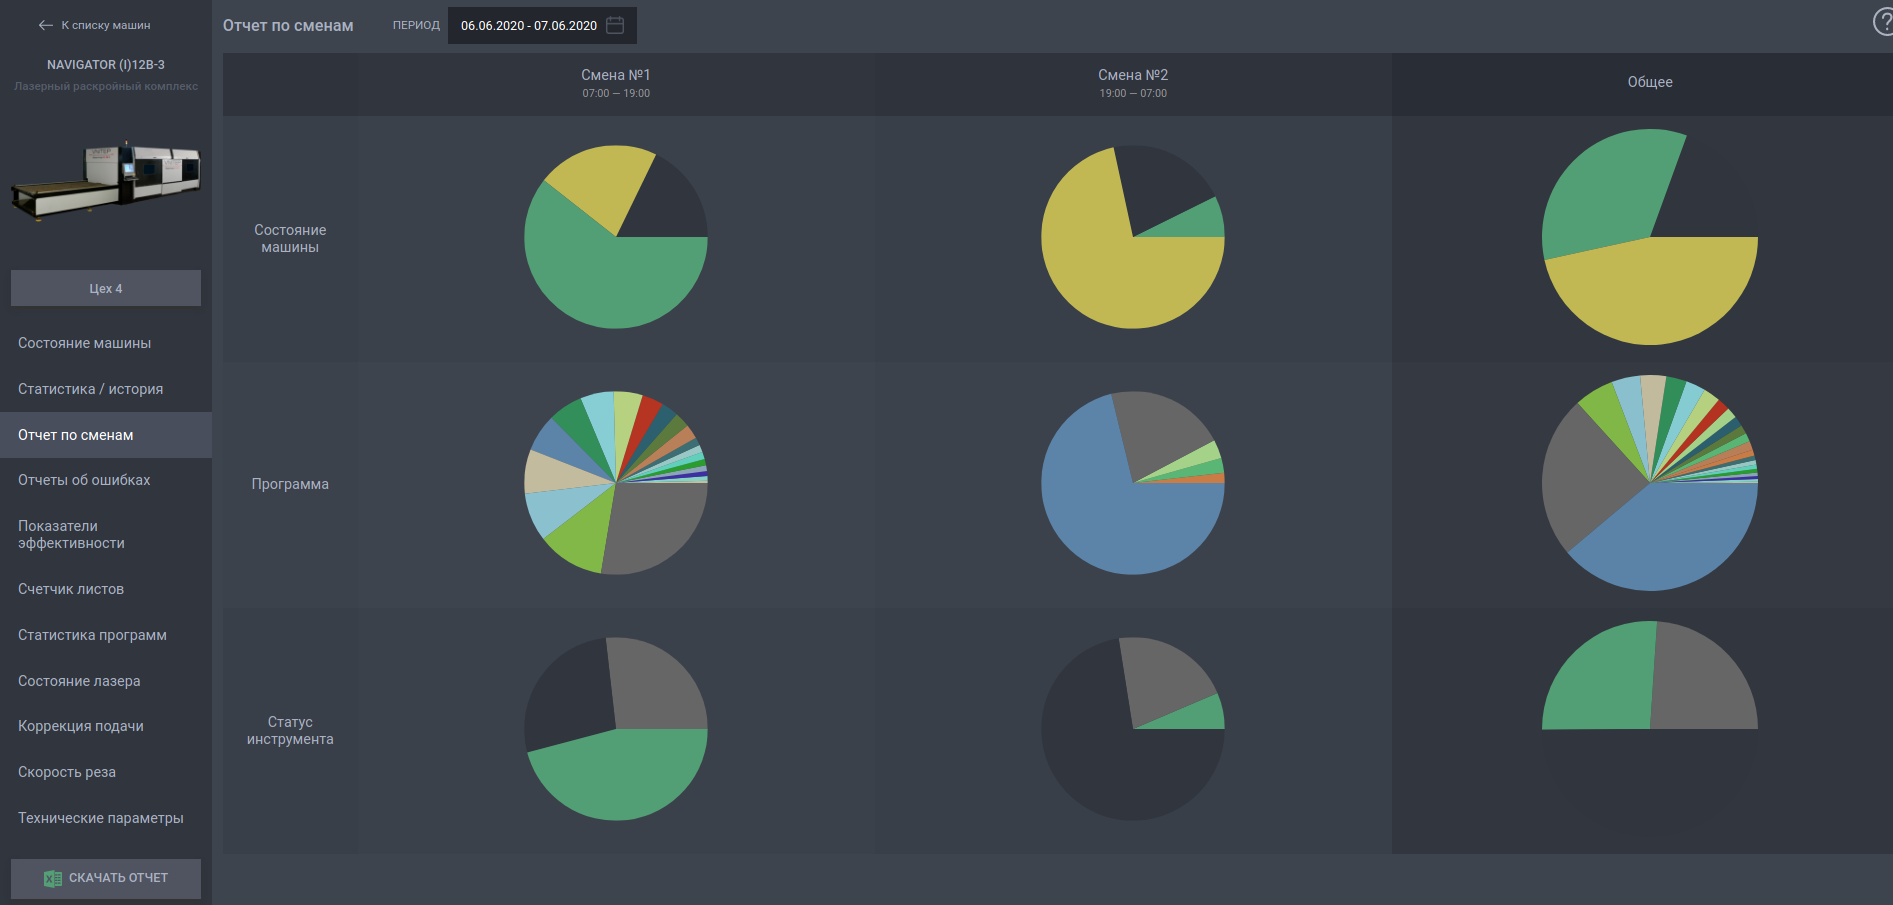 К списку машин
NAVIGATOR (I)12B-3
Лазерный раскройный комплекс
Цех 4
Состояние машины
Статистика / история
Отчет по сменам
Отчеты об ошибках
Показатели
эффективности
Счетчик листов
Статистика программ
Состояние лазера
Коррекция подачи
Скорость реза
Технические параметры
СКАЧАТЬ ОТЧЕТ
Отчет по сменам
ПЕРИОД
06.06.2020 - 07.06.2020
Смена №1
07:00 — 19:00
Смена №2
19:00 — 07:00
Общее
Состояние
машины
Программа
Статус
инструмента